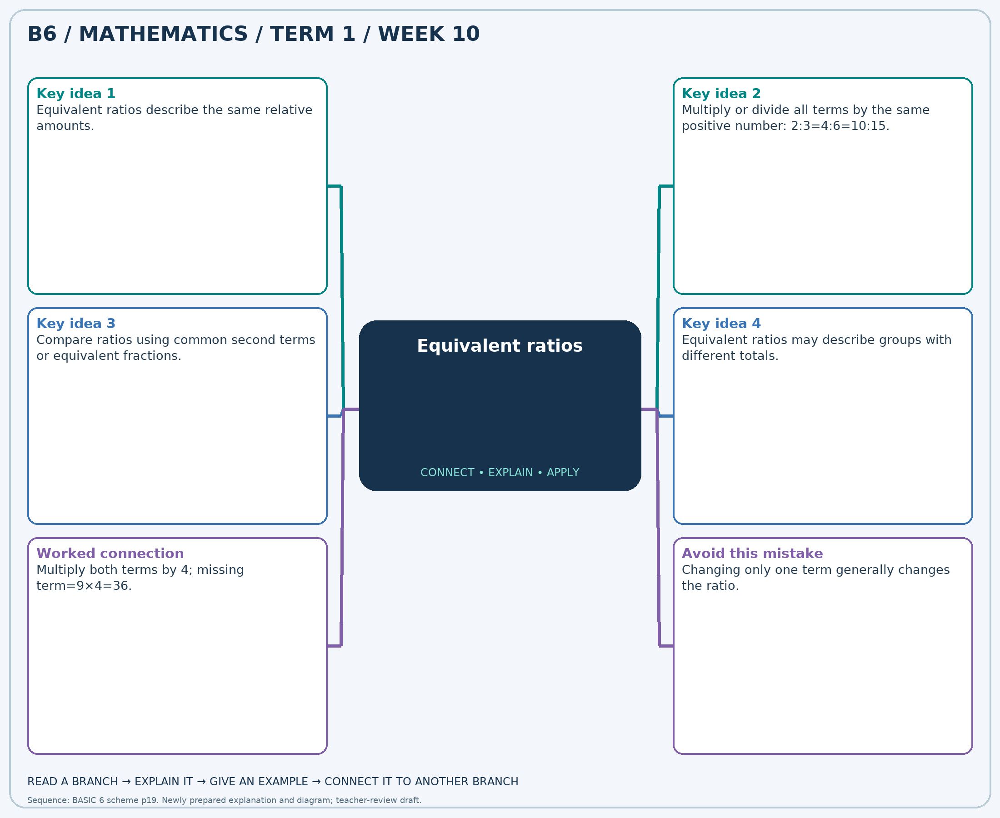 B6 / MATHEMATICS / TERM 1 / WEEK 10
Key idea 1
Equivalent ratios describe the same relative
amounts.
Key idea 2
Multiply or divide all terms by the same
positive number: 2:3=4:6=10:15.
Key idea 3
Compare ratios using common second terms
or equivalent fractions.
Equivalent ratios
CONNECT • EXPLAIN • APPLY
Key idea 4
Equivalent ratios may describe groups with
different totals.
Worked connection
Multiply both terms by 4; missing
term=9×4=36.
Avoid this mistake
Changing only one term generally changes
the ratio.
READ A BRANCH → EXPLAIN IT → GIVE AN EXAMPLE → CONNECT IT TO ANOTHER BRANCH
Sequence: BASIC 6 scheme p19. Newly prepared explanation and diagram; teacher-review draft.